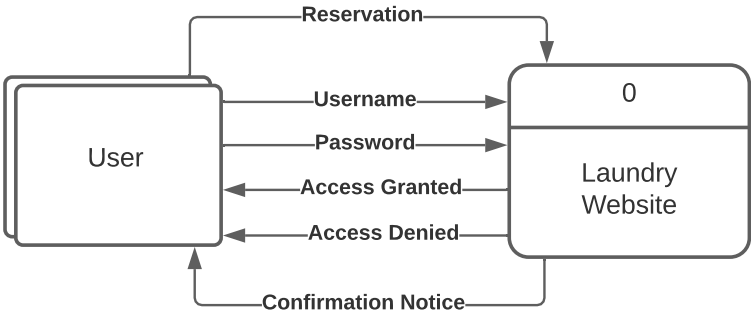 Reservation
0
Username
Password
User
Laundry
Website
Access Granted
Access Denied
Confirmation Notice